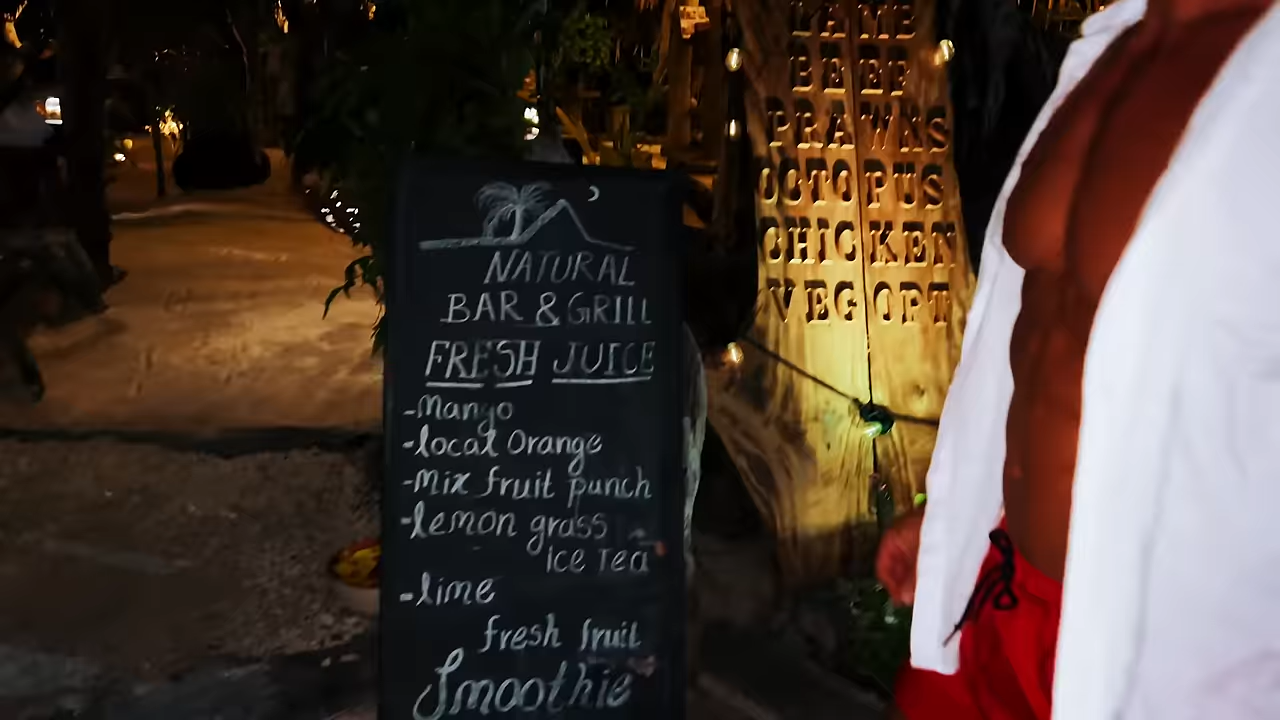 NATURAL
BAR & GRILL
FRESH JUICE
-Mango
-local Orange
-Mix fruit punch
-lemon grass
Ice Tea
-lime
fresh fruit
Smoothie
BEEF
PRAWNS
OCTOPUS
CHICKEN
VEG OPT